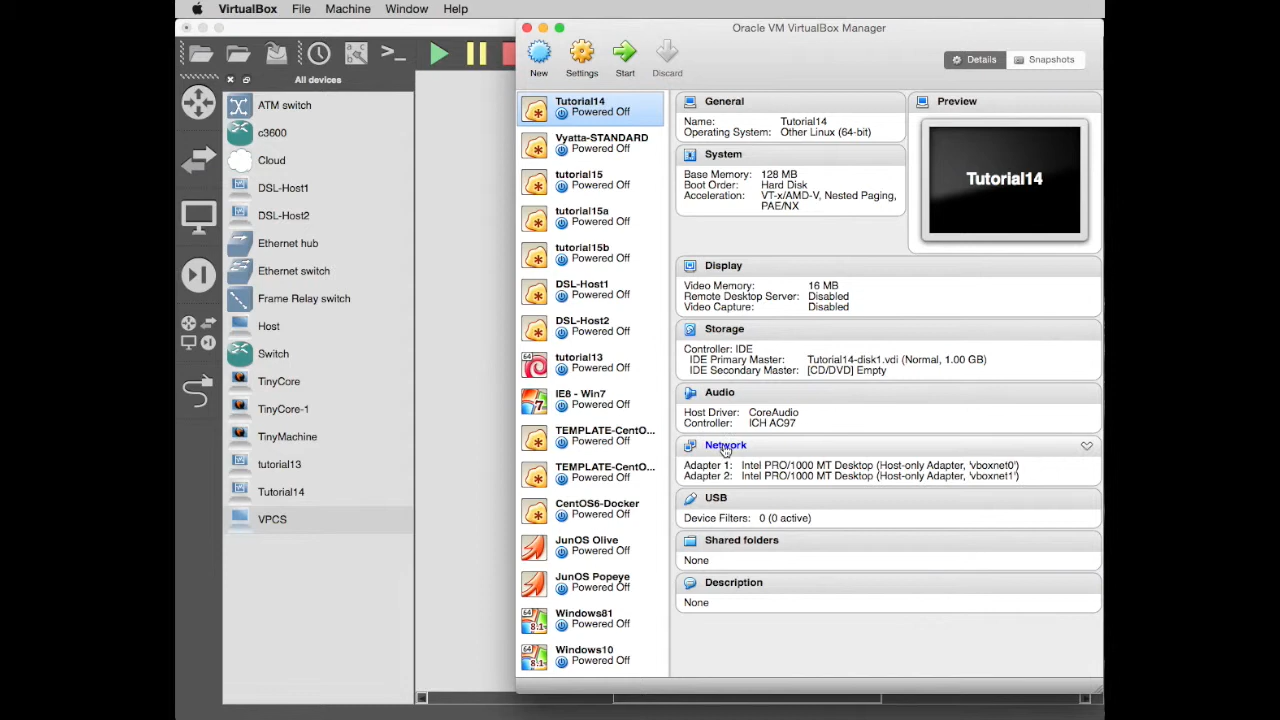 VirtualBox File Machine Window Help
Oracle VM VirtualBox Manager
New Settings Start Discard
Details Snapshots
All devices
ATM switch
c3600
Cloud
DSL-Host1
DSL-Host2
Ethernet hub
Ethernet switch
Frame Relay switch
Host
Switch
TinyCore
TinyCore-1
TinyMachine
tutorial13
Tutorial14
VPCS
Tutorial14
Powered Off
Vyatta-STANDARD
Powered Off
tutorial15
Powered Off
tutorial15a
Powered Off
tutorial15b
Powered Off
DSL-Host1
Powered Off
DSL-Host2
Powered Off
64
tutorial13
Powered Off
7
IE8 - Win7
Powered Off
TEMPLATE-CentO...
Powered Off
TEMPLATE-CentO...
Powered Off
CentOS6-Docker
Powered Off
JunOS Olive
Powered Off
JunOS Popeye
Powered Off
64
8.1
Windows81
Powered Off
64
8.1
Windows10
Powered Off
General
Name: Tutorial14
Operating System: Other Linux (64-bit)
System
Base Memory: 128 MB
Boot Order: Hard Disk
Acceleration: VT-x/AMD-V, Nested Paging,
PAE/NX
Preview
Tutorial14
Display
Video Memory: 16 MB
Remote Desktop Server: Disabled
Video Capture: Disabled
Storage
Controller: IDE
IDE Primary Master: Tutorial14-disk1.vdi (Normal, 1.00 GB)
IDE Secondary Master: [CD/DVD] Empty
Audio
Host Driver: CoreAudio
Controller: ICH AC97
Network
Adapter 1: Intel PRO/1000 MT Desktop (Host-only Adapter, 'vboxnet0')
Adapter 2: Intel PRO/1000 MT Desktop (Host-only Adapter, 'vboxnet1')
USB
Device Filters: 0 (0 active)
Shared folders
None
Description
None